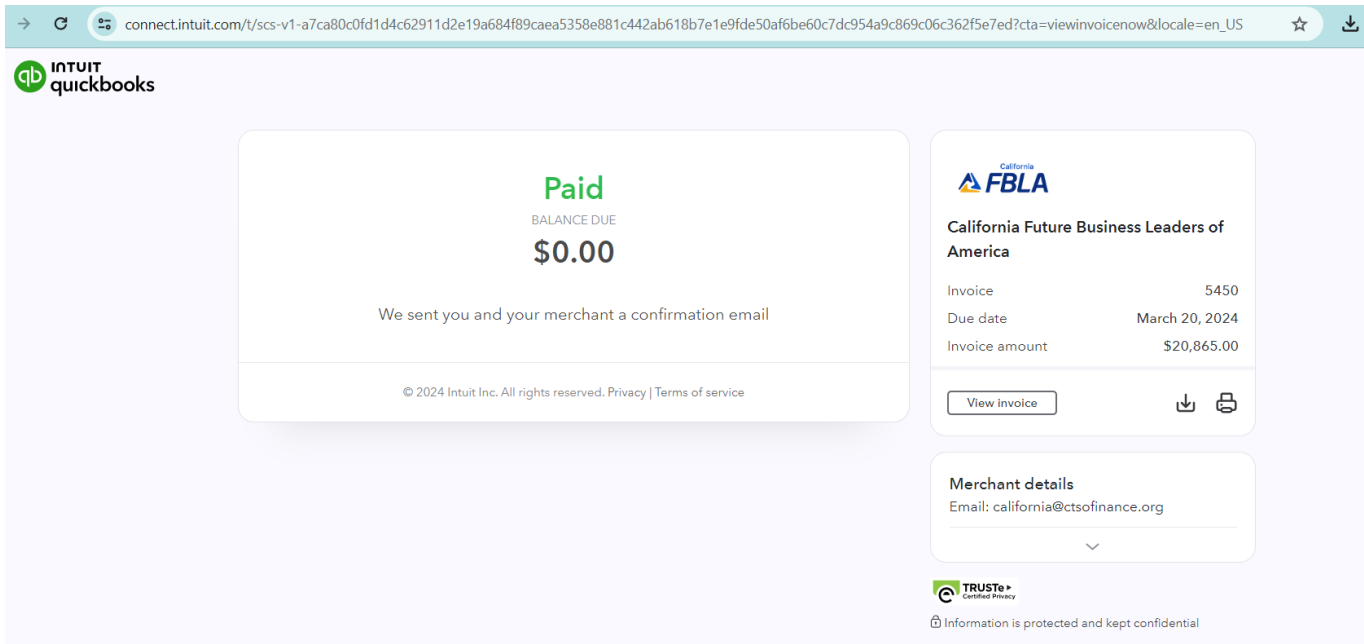 connect.intuit.com/t/scs-v1-a7ca80c0fd1d4c62911d2e19a684f89caea5358e881c442ab618b7e1e9fde50af6be60c7dc954a9c869c06c362f5e7ed?cta=viewinvoicenow&locale=en_US
qb INTUIT
quickbooks
Paid
BALANCE DUE
$0.00
We sent you and your merchant a confirmation email
© 2024 Intuit Inc. All rights reserved. Privacy | Terms of service
California
FBLA
California Future Business Leaders of
America
Invoice 5450
Due date March 20, 2024
Invoice amount $20,865.00
View invoice
Merchant details
Email: california@ctsofinance.org
TRUSTe
Certified Privacy
Information is protected and kept confidential